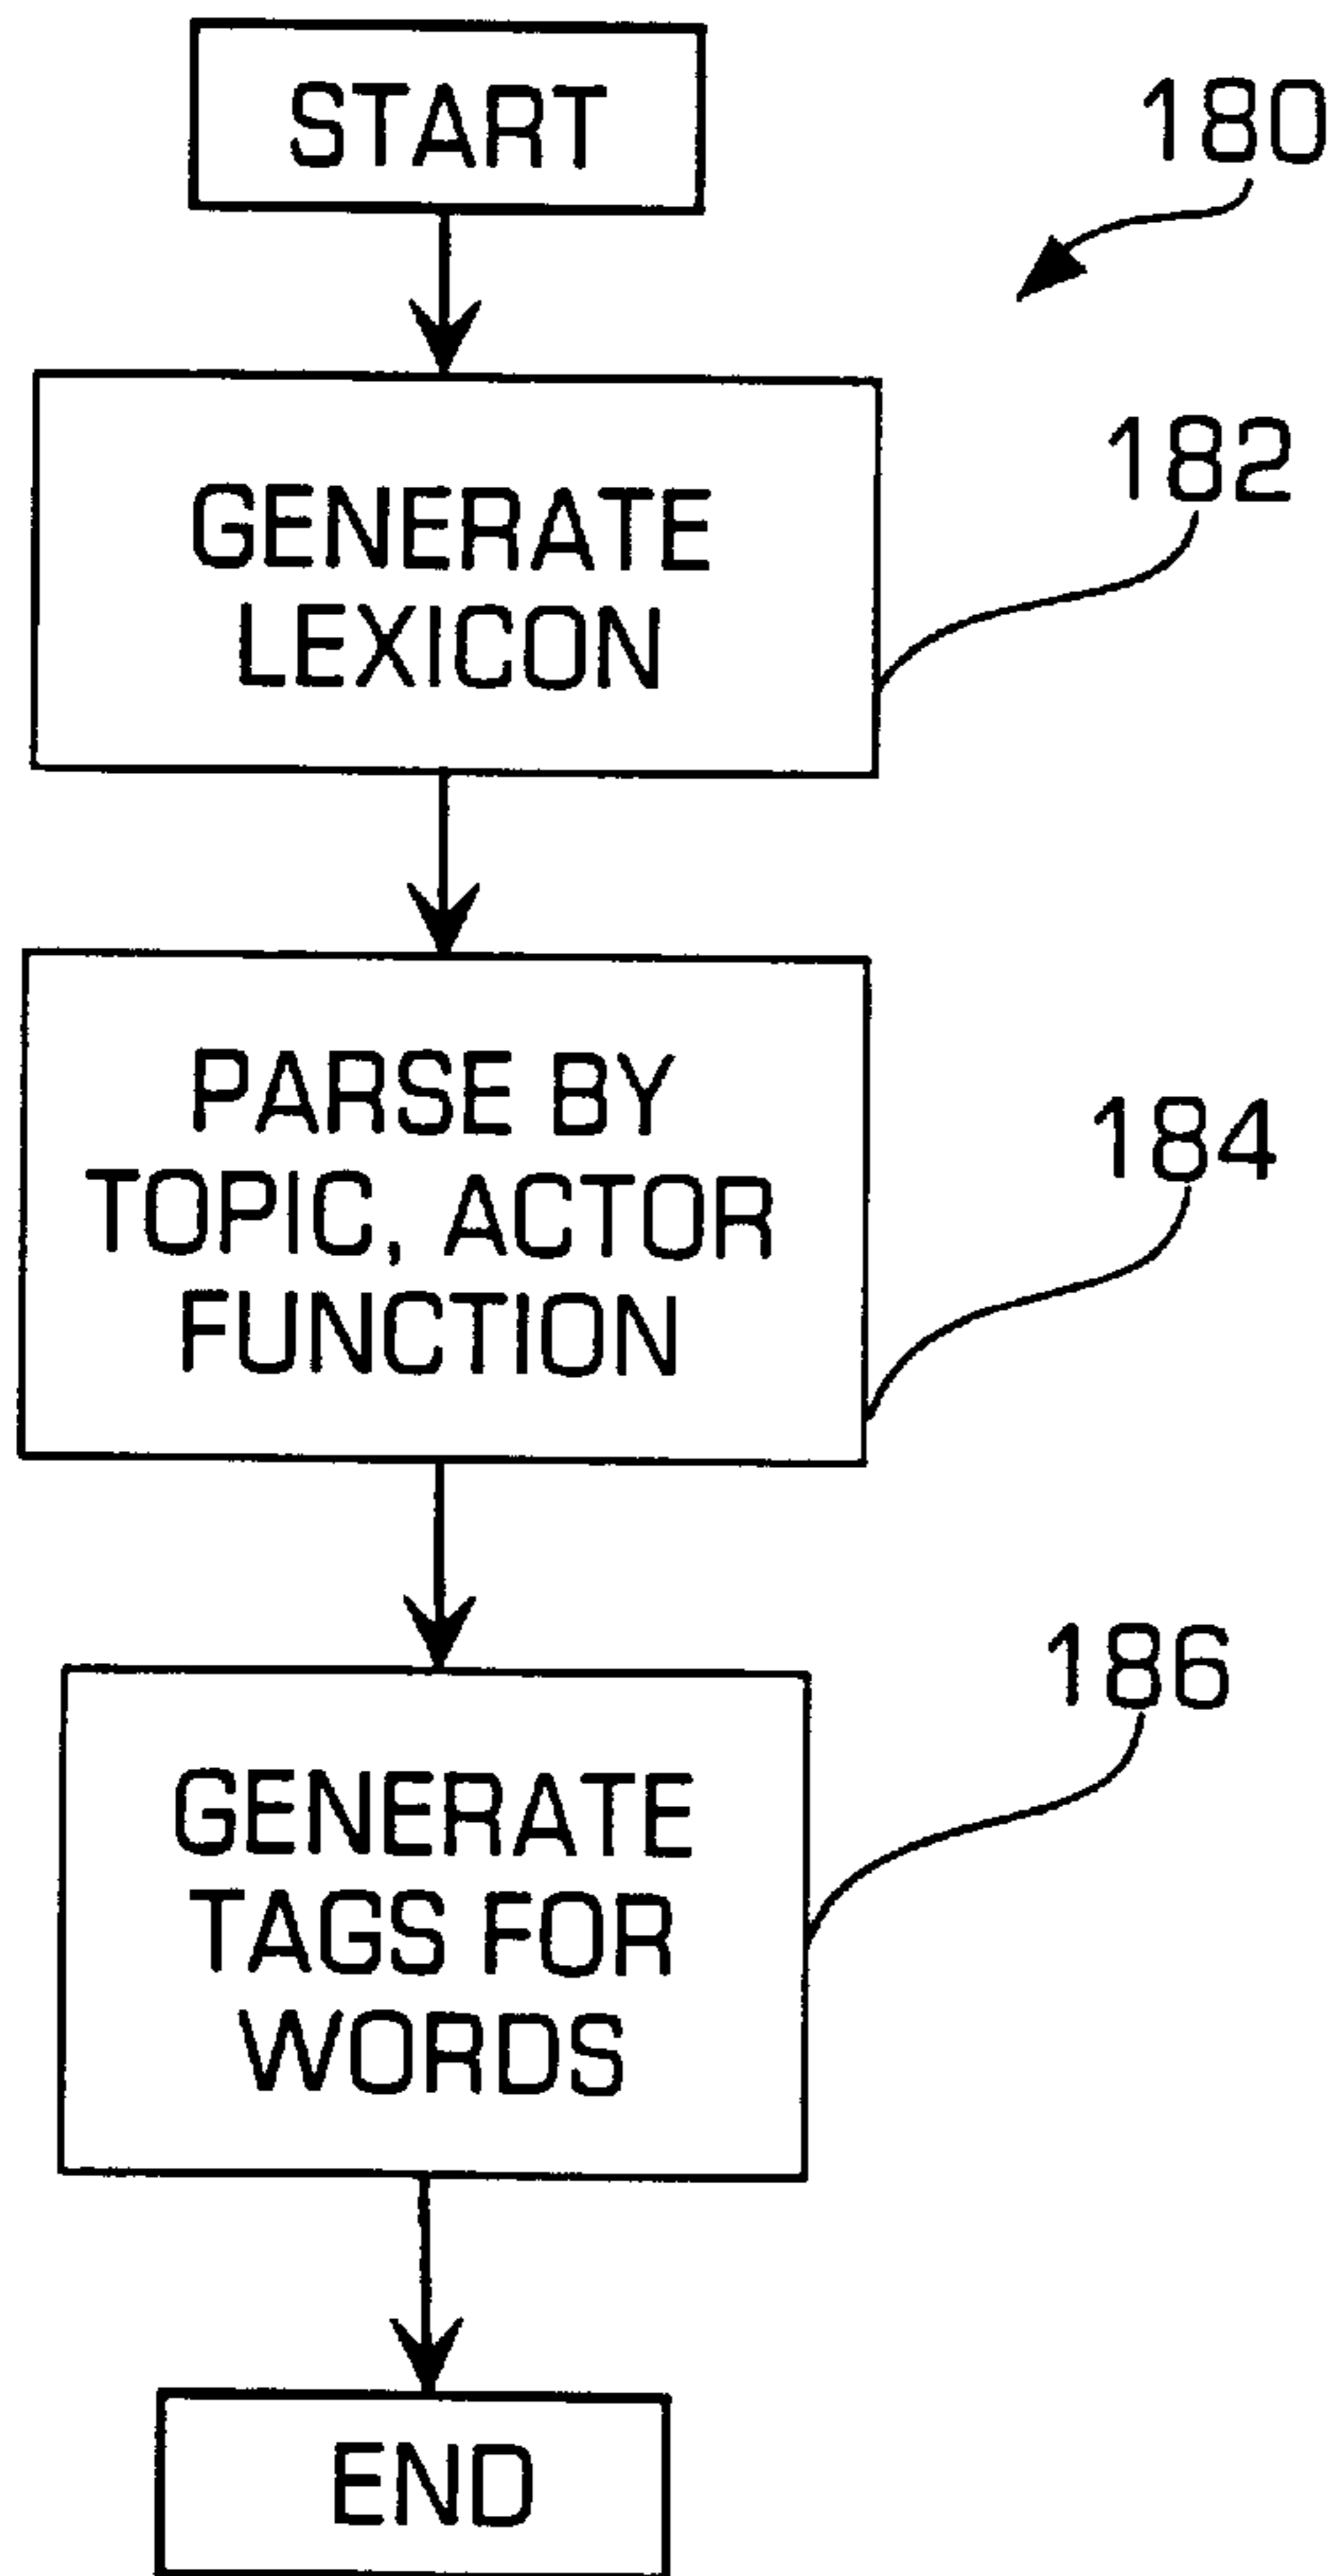 START
180
GENERATE
LEXICON
182
PARSE BY
TOPIC, ACTOR
FUNCTION
184
GENERATE
TAGS FOR
WORDS
186
END